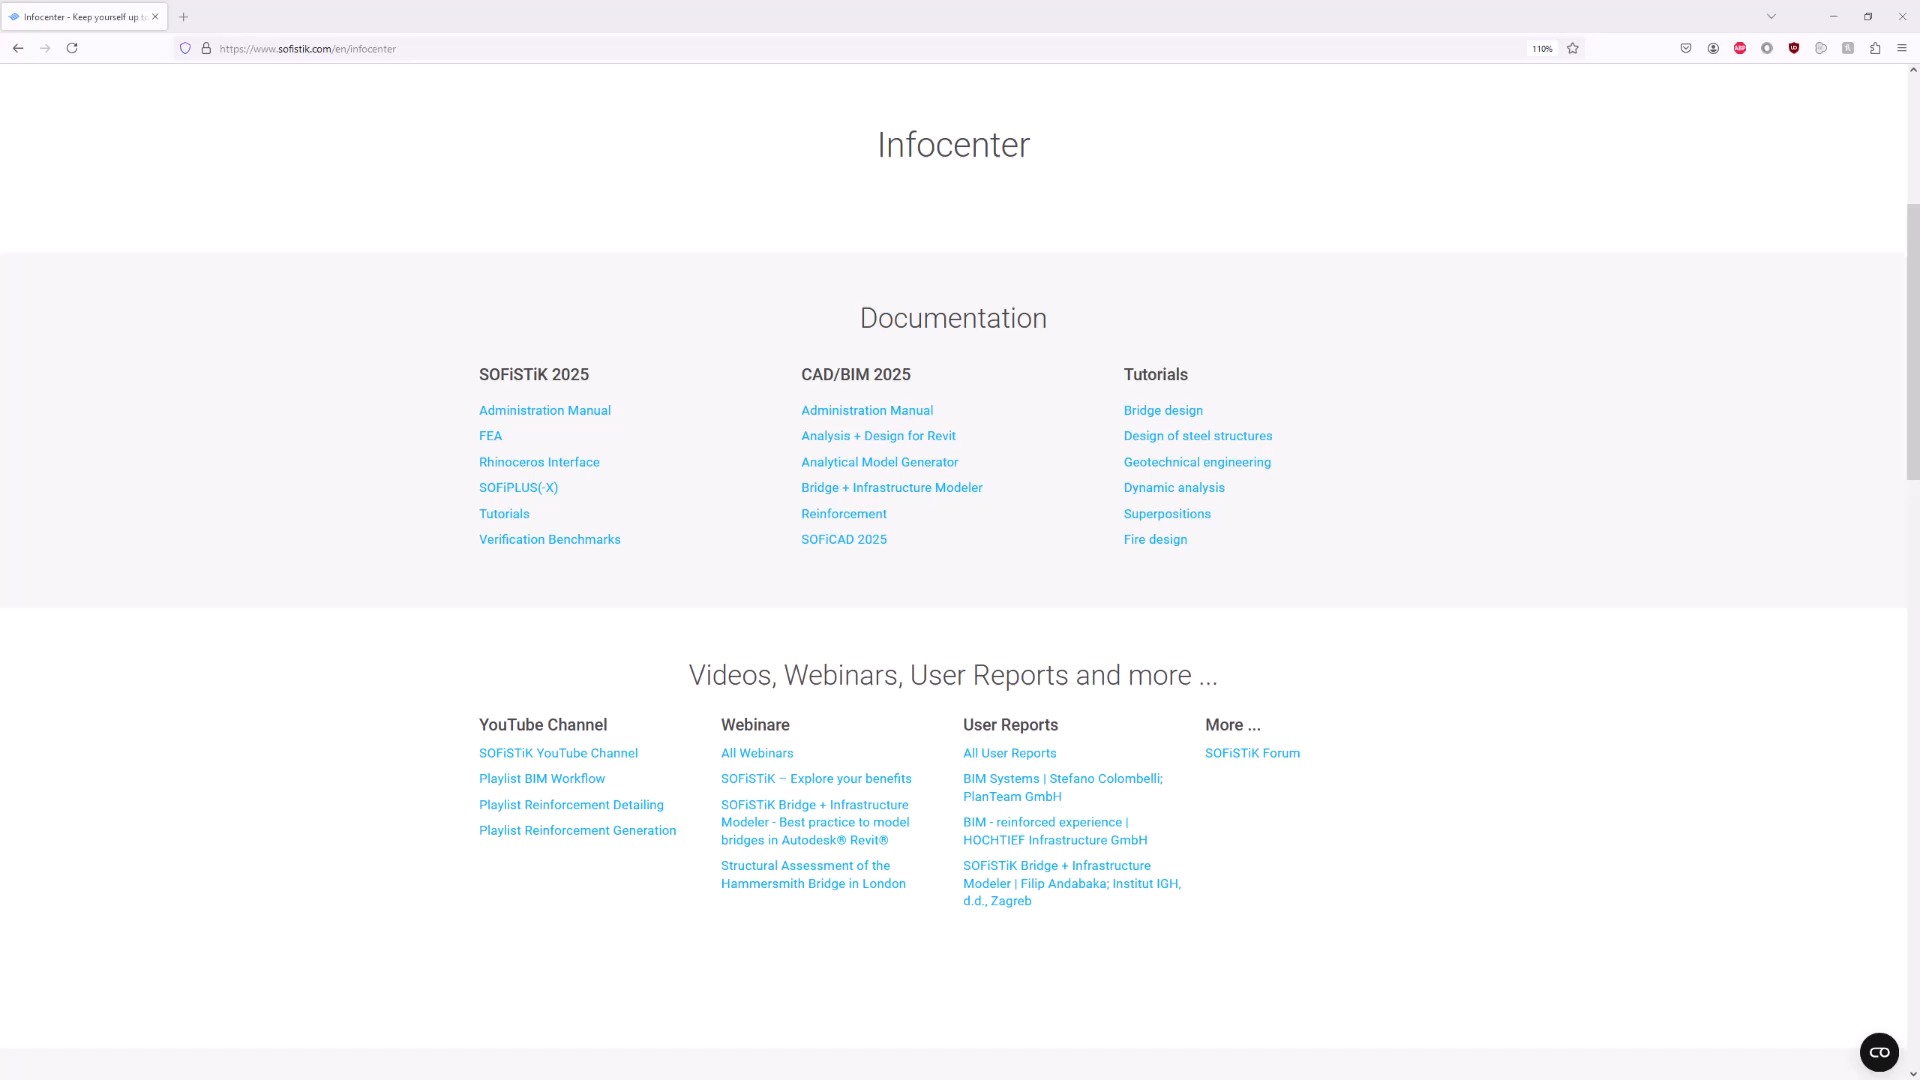 Infocenter - Keep yourself up t
https://www.sofistik.com/en/infocenter
110%
ABP
Infocenter
Documentation
SOFiSTiK 2025
Administration Manual
FEA
Rhinoceros Interface
SOFiPLUS(-X)
Tutorials
Verification Benchmarks
CAD/BIM 2025
Administration Manual
Analysis + Design for Revit
Analytical Model Generator
Bridge + Infrastructure Modeler
Reinforcement
SOFiCAD 2025
Tutorials
Bridge design
Design of steel structures
Geotechnical engineering
Dynamic analysis
Superpositions
Fire design
Videos, Webinars, User Reports and more ...
YouTube Channel
SOFiSTiK YouTube Channel
Playlist BIM Workflow
Playlist Reinforcement Detailing
Playlist Reinforcement Generation
Webinare
All Webinars
SOFiSTiK – Explore your benefits
SOFiSTiK Bridge + Infrastructure
Modeler - Best practice to model
bridges in Autodesk® Revit®
Structural Assessment of the
Hammersmith Bridge in London
User Reports
All User Reports
BIM Systems | Stefano Colombelli;
PlanTeam GmbH
BIM - reinforced experience |
HOCHTIEF Infrastructure GmbH
SOFiSTiK Bridge + Infrastructure
Modeler | Filip Andabaka; Institut IGH,
d.d., Zagreb
More ...
SOFiSTiK Forum